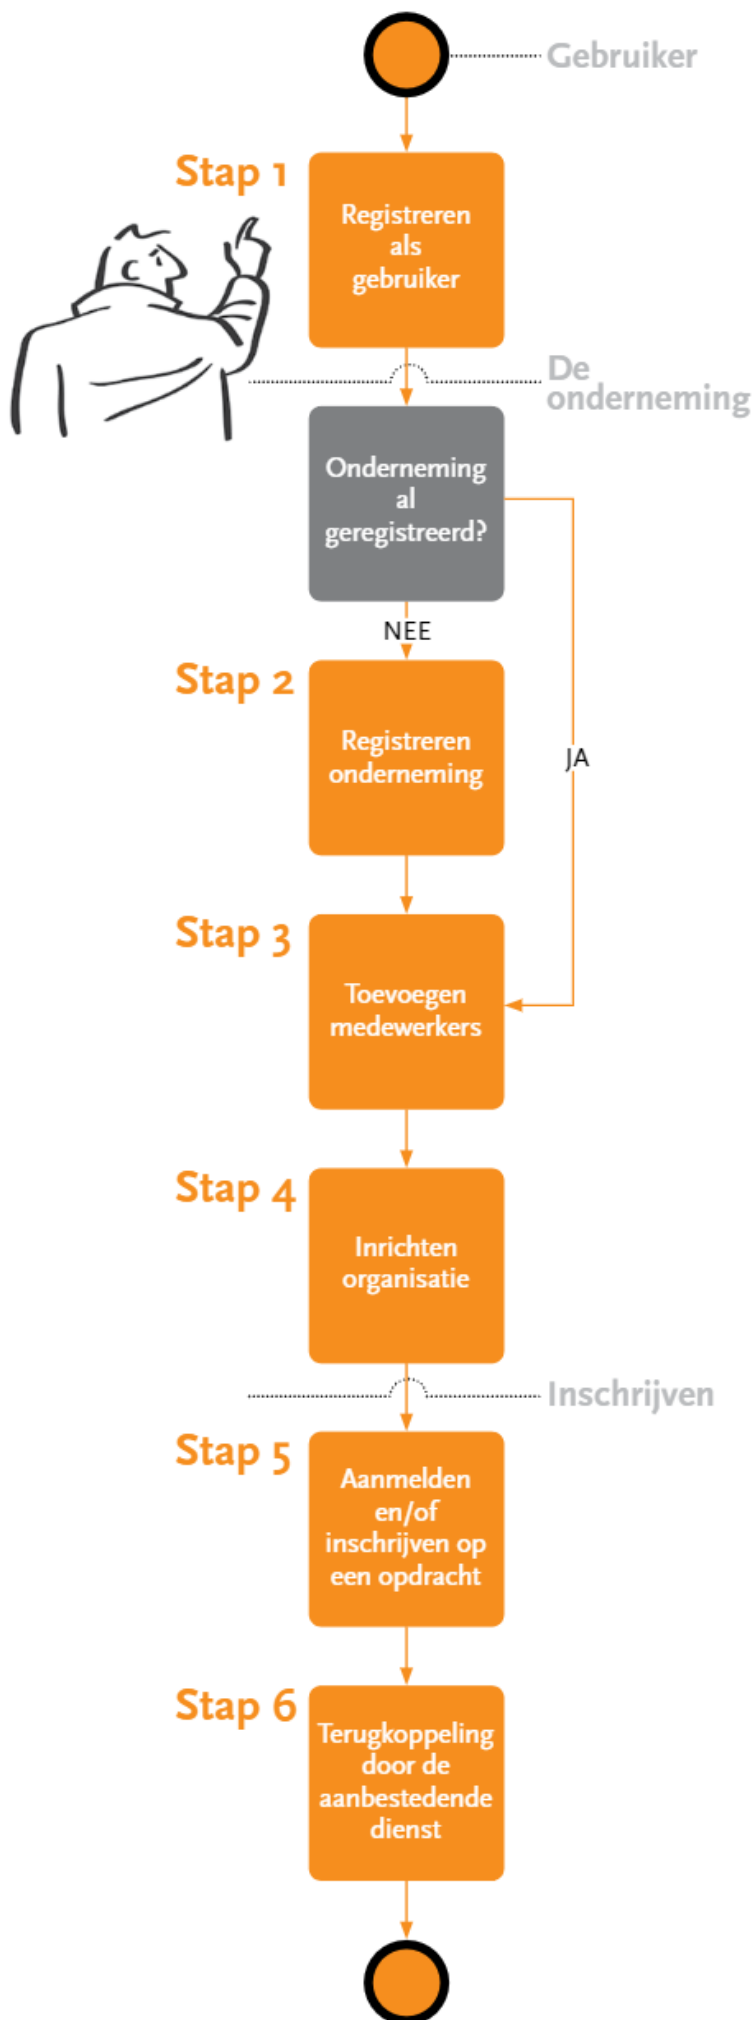 Gebruiker
Stap 1
Registreren
als
gebruiker
De
onderneming
Onderneming
al
geregistreerd?
NEE
Stap 2
Registreren
onderneming
JA
Stap 3
Toevoegen
medewerkers
Stap 4
Inrichten
organisatie
Inschrijven
Stap 5
Aanmelden
en/of
inschrijven op
een opdracht
Stap 6
Terugkoppeling
door de
aanbestedende
dienst